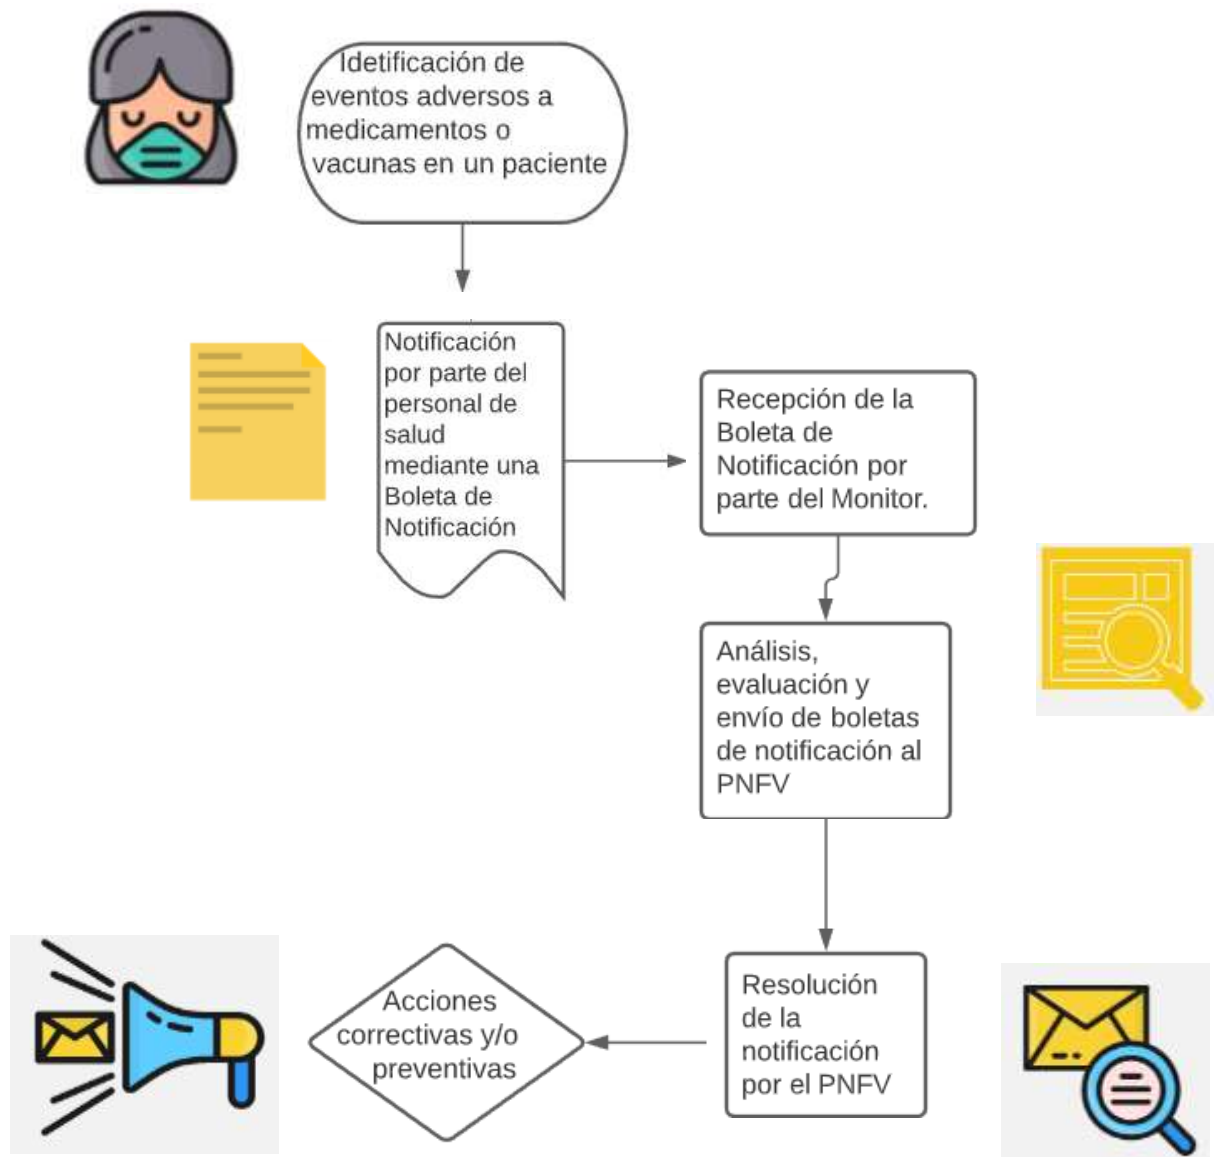 Idetificación de
eventos adversos a
medicamentos o
vacunas en un paciente
Notificación
por parte del
personal de
salud
mediante una
Boleta de
Notificación
Recepción de la
Boleta de
Notificación por
parte del Monitor.
Análisis,
evaluación y
envío de boletas
de notificación al
PNFV
Resolución
de la
notificación
por el PNFV
Acciones
correctivas y/o
preventivas